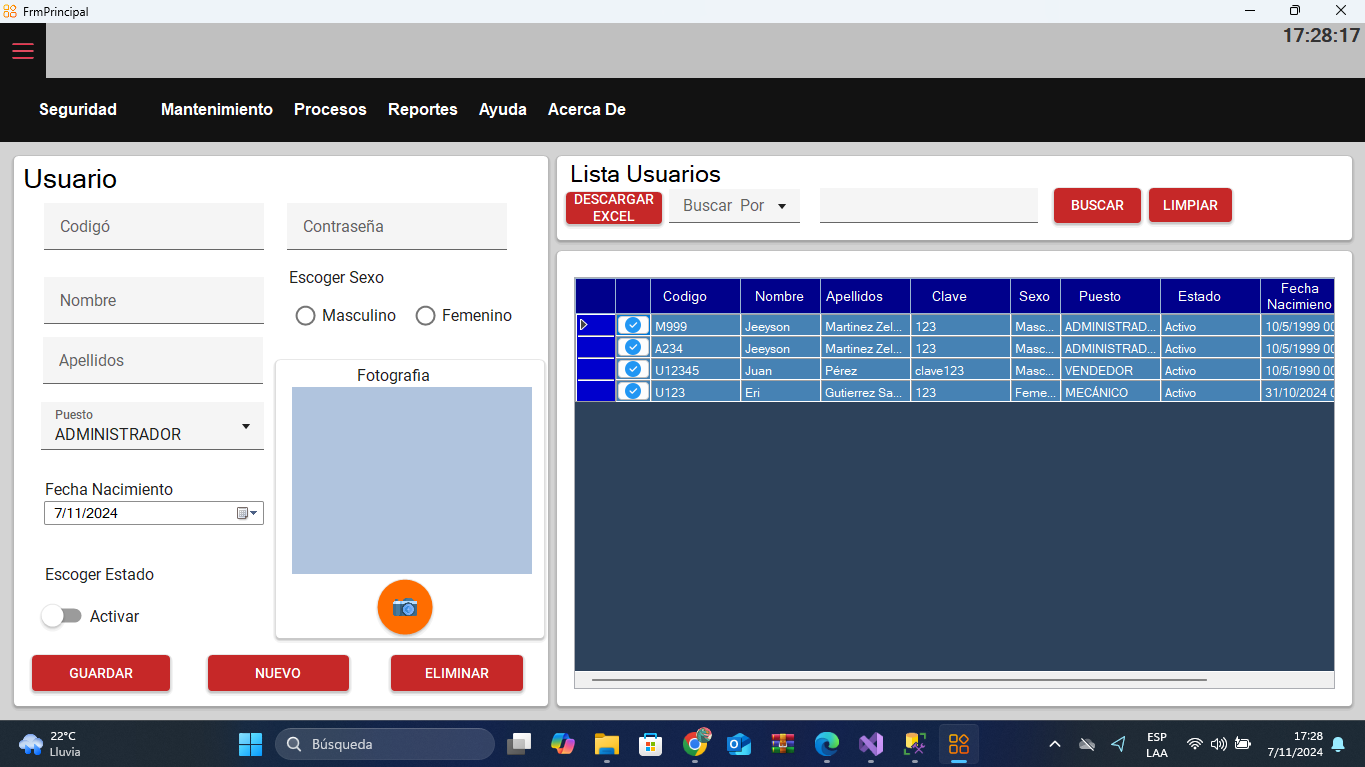 FrmPrincipal
17:28:17
Seguridad Mantenimiento Procesos Reportes Ayuda Acerca De
Usuario
Codigó Contraseña
Nombre
Escoger Sexo
Masculino Femenino
Apellidos
Puesto
ADMINISTRADOR
Fecha Nacimiento
7/11/2024
Escoger Estado
Activar
Fotografia
GUARDAR NUEVO ELIMINAR
Lista Usuarios
DESCARGAR
EXCEL
Buscar Por
BUSCAR LIMPIAR
Codigo Nombre Apellidos Clave Sexo Puesto Estado Fecha
Nacimieno
M999 Jeeyson Martinez Zel... 123 Masc... ADMINISTRAD... Activo 10/5/1999 00
A234 Jeeyson Martinez Zel... 123 Masc... ADMINISTRAD... Activo 10/5/1999 00
U12345 Juan Pérez clave123 Masc... VENDEDOR Activo 10/5/1990 00
U123 Eri Gutierrez Sa... 123 Feme... MECÁNICO Activo 31/10/2024 0
22°C
Lluvia
Búsqueda
ESP
LAA
17:28
7/11/2024